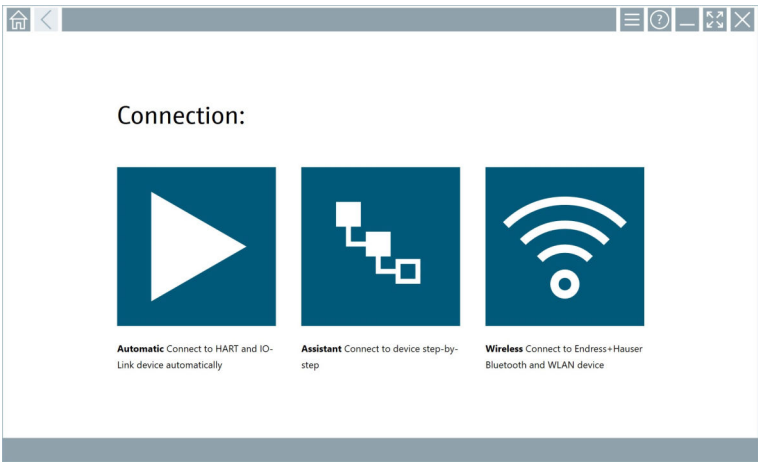 Connection:
Automatic Connect to HART and IO-
Link device automatically
Assistant Connect to device step-by-
step
Wireless Connect to Endress+Hauser
Bluetooth and WLAN device